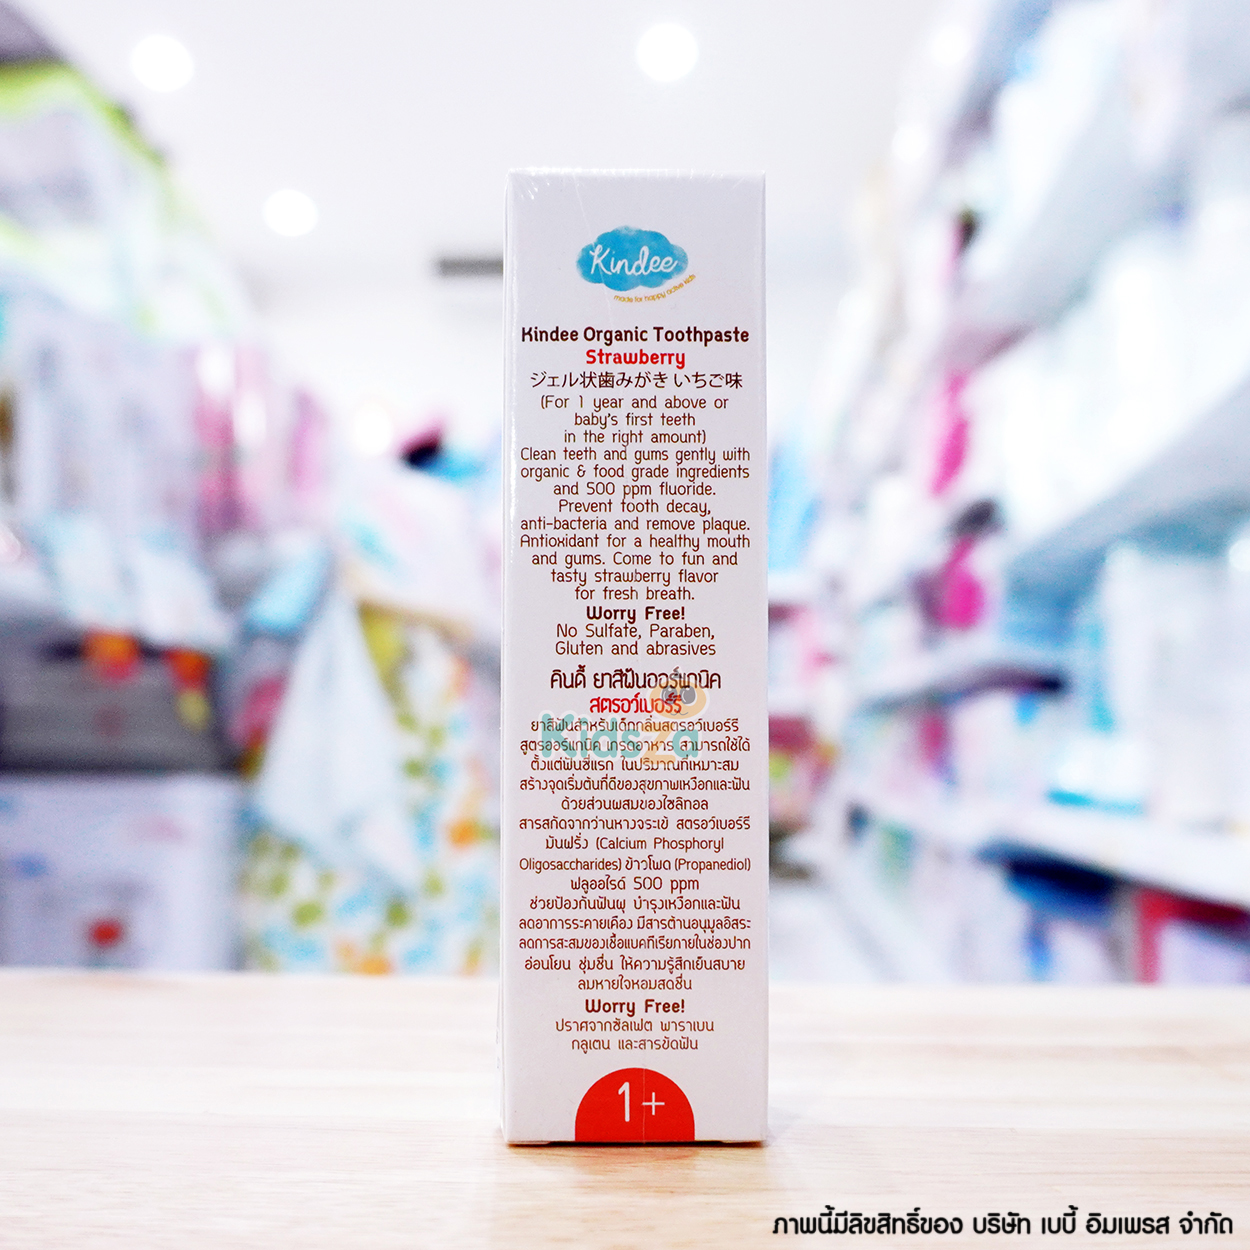 Kindee
made for happy active kids
Kindee Organic Toothpaste
Strawberry
ジェル状歯みがき いちご味
(For 1 year and above or
baby's first teeth
in the right amount)
Clean teeth and gums gently with
organic & food grade ingredients
and 500 ppm fluoride.
Prevent tooth decay,
anti-bacteria and remove plaque.
Antioxidant for a healthy mouth
and gums. Come to fun and
tasty strawberry flavor
for fresh breath.
Worry Free!
No Sulfate, Paraben,
Gluten and abrasives
คินดี้ ยาสีฟันออร์แกนิค
สตรอว์เบอร์รี
KidsZa
ยาสีฟันสำหรับเด็กกลิ่นสตรอว์เบอร์รี
สูตรออร์แกนิค เกรดอาหาร สามารถใช้ได้
ตั้งแต่ฟันซี่แรก ในปริมาณที่เหมาะสม
สร้างจุดเริ่มต้นที่ดีของสุขภาพเหงือกและฟัน
ด้วยส่วนผสมของไซลิทอล
สารสกัดจากว่านหางจระเข้ สตรอว์เบอร์รี
มันฝรั่ง (Calcium Phosphoryl
Oligosaccharides) ข้าวโพด (Propanediol)
ฟลูออไรด์ 500 ppm
ช่วยป้องกันฟันผุ บำรุงเหงือกและฟัน
ลดอาการระคายเคือง มีสารต้านอนุมูลอิสระ
ลดการสะสมของเชื้อแบคทีเรียภายในช่องปาก
อ่อนโยน ชุ่มชื่น ให้ความรู้สึกเย็นสบาย
ลมหายใจหอมสดชื่น
Worry Free!
ปราศจากซัลเฟต พาราเบน
กลูเตน และสารขัดฟัน
1+
ภาพนี้มีลิขสิทธิ์ของ บริษัท เบบี้ อิมเพรส จำกัด